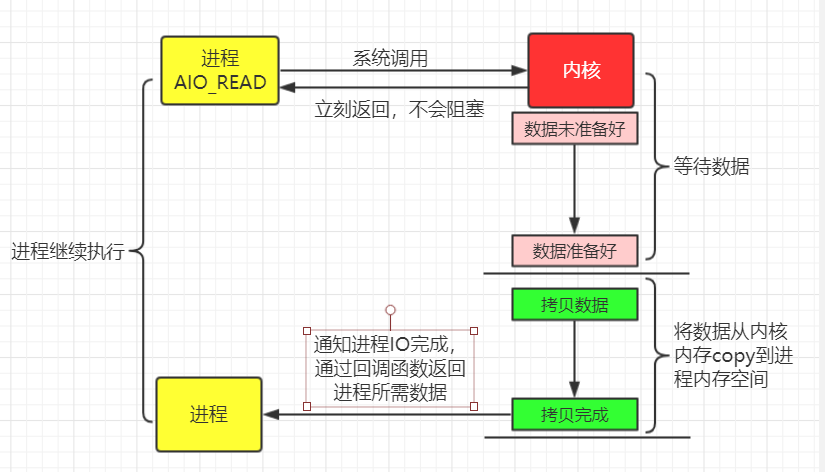 进程
AIO_READ
系统调用
内核
立刻返回，不会阻塞
数据未准备好
等待数据
进程继续执行
数据准备好
拷贝数据
通知进程IO完成，
通过回调函数返回
进程所需数据
将数据从内核
内存copy到进
程内存空间
进程
拷贝完成